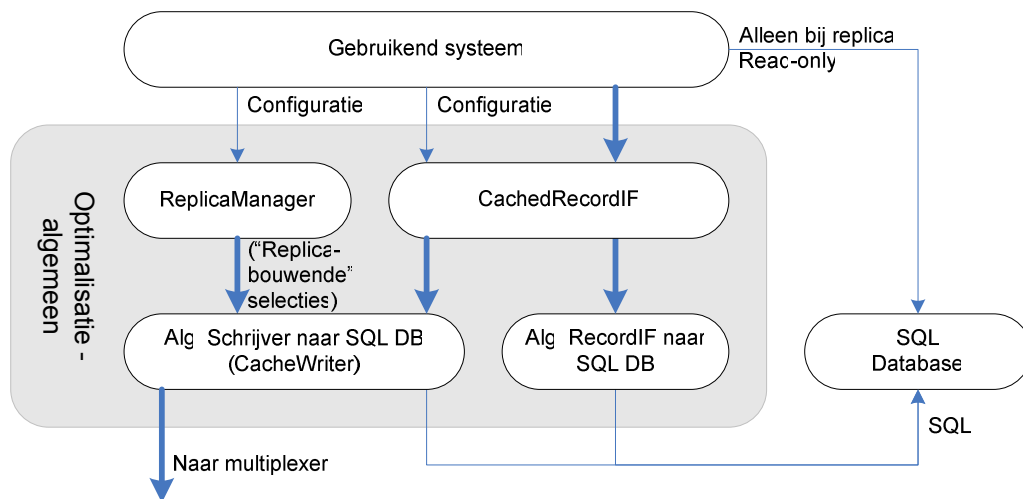 Gebruikend systeem
Alleen bij replica
Read-only
Configuratie
Configuratie
Optimalisatie -
algemeen
ReplicaManager
CachedRecordIF
("Replica-
bouwende"
selecties)
Alg. Schrijver naar SQL DB
(CacheWriter)
Alg. RecordIF naar
SQL DB
SQL
Database
SQL
Naar multiplexer